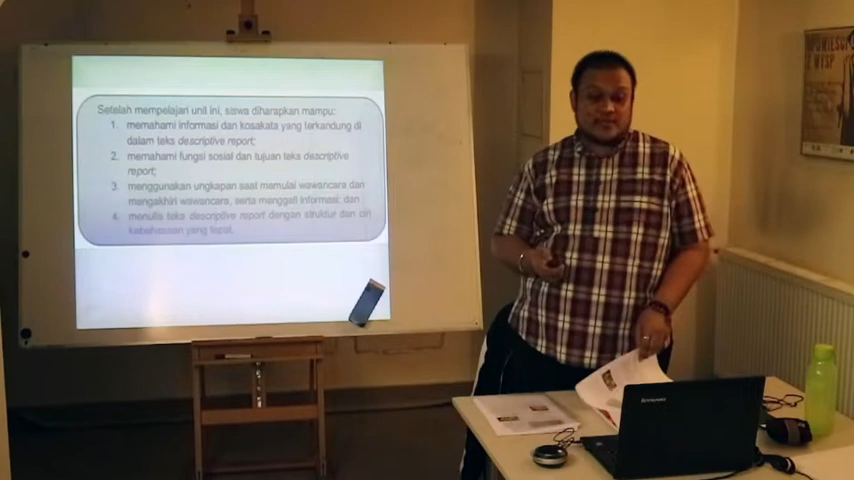 Setelah mempelajari unit ini, siswa diharapkan mampu:
1. memahami informasi dan kosakata yang terkandung di
dalam teks descriptive report;
2. memahami fungsi sosial dan tujuan teks descriptive
report;
3. menggunakan ungkapan saat memulai wawancara dan
mengakhiri wawancara, serta menggali informasi; dan
4. menulis teks descriptive report dengan struktur dan ciri
kebahasaan yang tepat.
WYSPI
lenovo